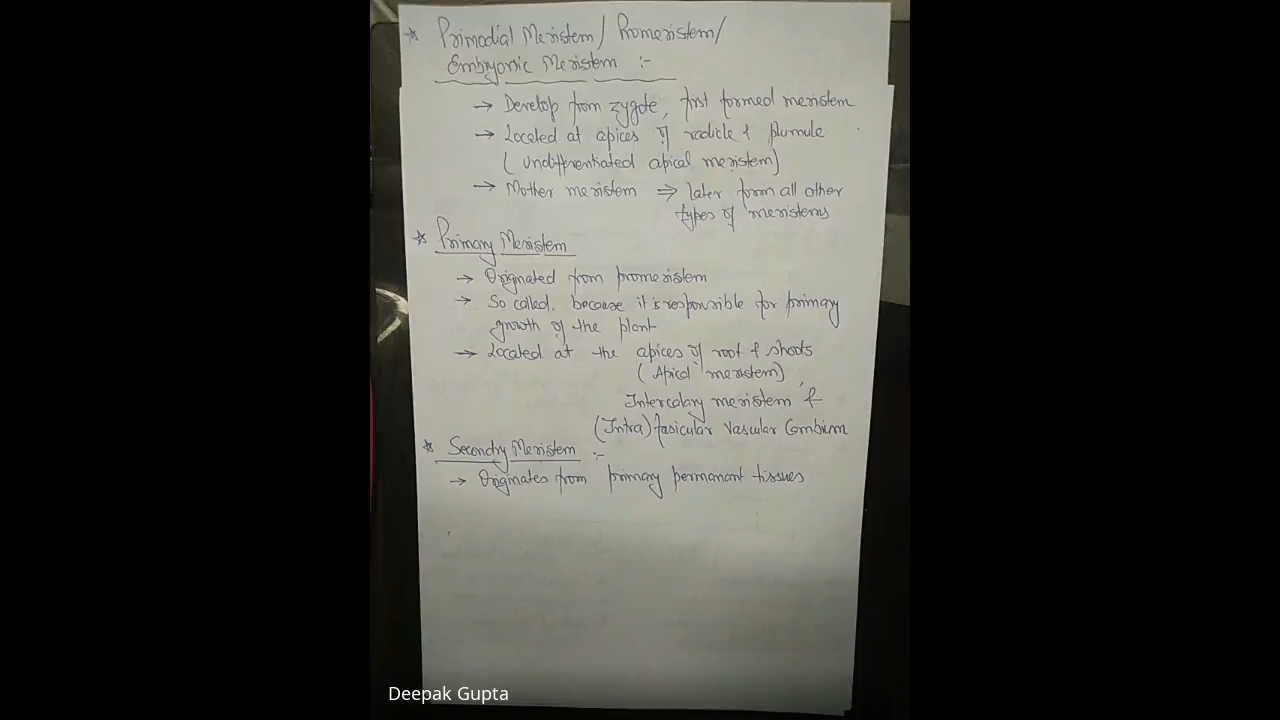 * Primodial Meristem / Promeristem /
Embryonic Meristem :-
→ Develop from zygote, first formed meristem
→ Located at apices of radicle & plumule
( undifferentiated apical meristem)
→ Mother meristem ⇒ later form all other
types of meristems
* Primary Meristem
→ Originated from promeristem
→ So called. because it is responsible for primary
growth of the plant
→ Located at the apices of root & shoots
( Apical meristem) ,
Intercalary meristem &
(Intra) fasicular vascular Cambium
* Secondry Meristem :-
→ Originates from primary permanant tissues
Deepak Gupta